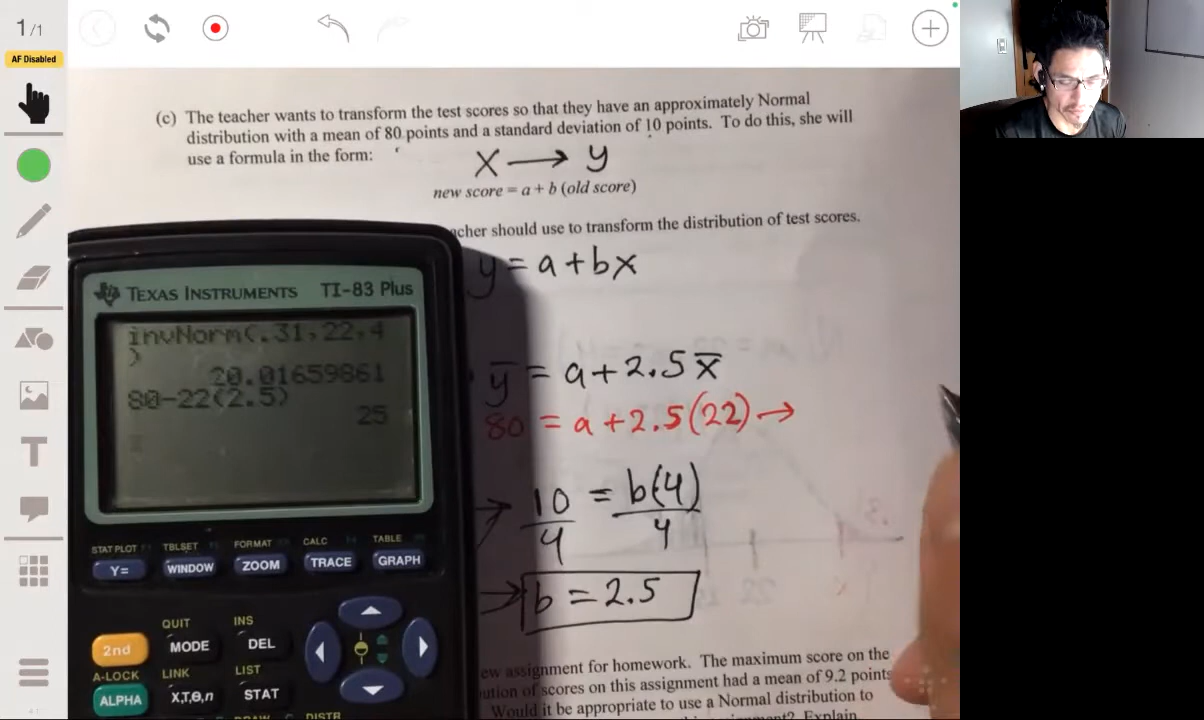 1/1
AF Disabled
(c) The teacher wants to transform the test scores so that they have an approximately Normal
distribution with a mean of 80 points and a standard deviation of 10 points. To do this, she will
use a formula in the form:
X → y
new score = a + b (old score)
acher should use to transform the distribution of test scores.
y = a + bx
TEXAS INSTRUMENTS TI-83 Plus
invNorm(.31,22,4
)
20.01659861
80-22(2.5)
25
y̅ = a + 2.5 x̅
80 = a + 2.5(22) →
→ 10/4 = b(4)/4
→ b = 2.5
STAT PLOT TBLSET FORMAT CALC TABLE
Y= WINDOW ZOOM TRACE GRAPH
QUIT INS
2nd MODE DEL
A-LOCK LINK LIST
ALPHA X,T,θ,n STAT
DISTR
ew assignment for homework. The maximum score on the
ution of scores on this assignment had a mean of 9.2 points
Would it be appropriate to use a Normal distribution to
Explain
T